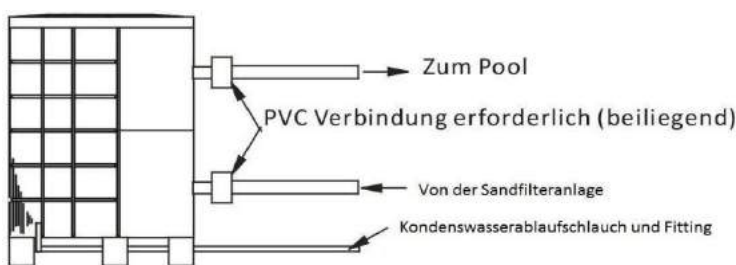 Zum Pool
PVC Verbindung erforderlich (beiliegend)
Von der Sandfilteranlage
Kondenswasserablaufschlauch und Fitting